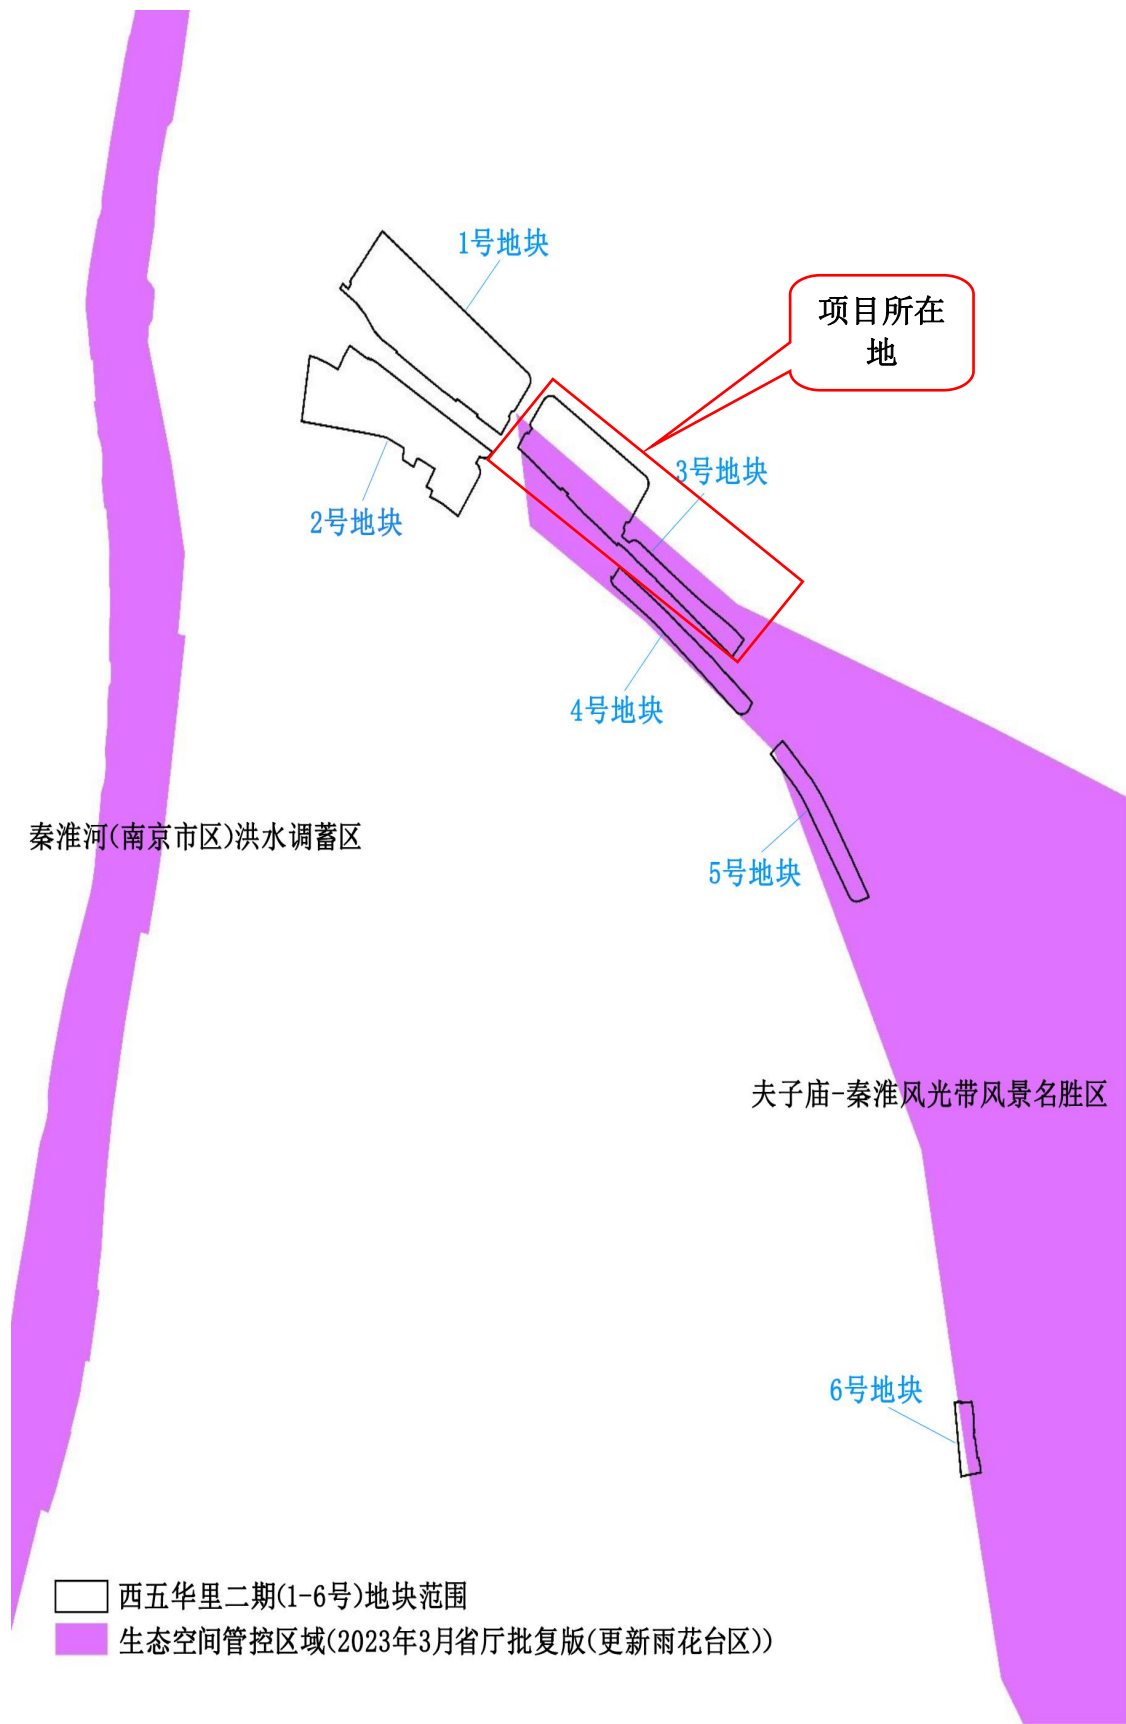 1号地块
项目所在
地
3号地块
2号地块
4号地块
秦淮河(南京市区)洪水调蓄区
5号地块
夫子庙-秦淮风光带风景名胜区
6号地块
西五华里二期(1-6号)地块范围
生态空间管控区域(2023年3月省厅批复版(更新雨花台区))